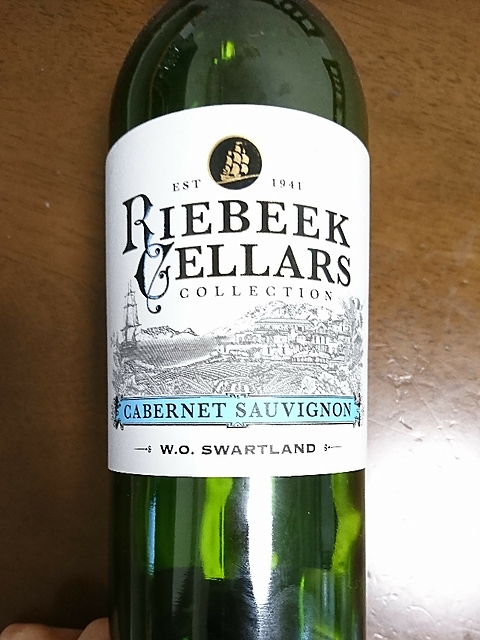 EST 1941
RIEBEEK
CELLARS
COLLECTION
CABERNET SAUVIGNON
W.O. SWARTLAND